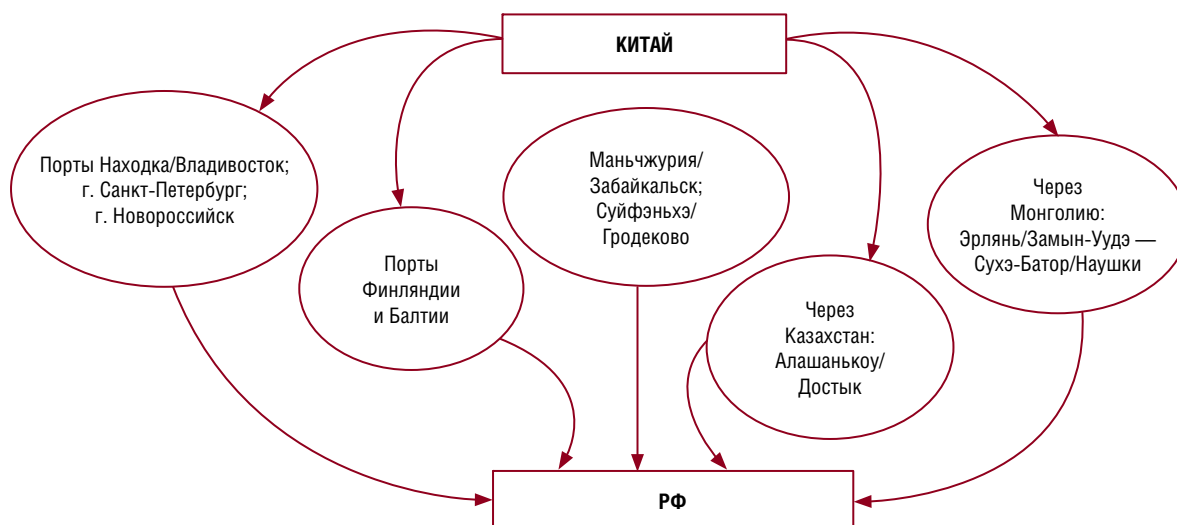 КИТАЙ
Порты Находка/Владивосток;
г. Санкт-Петербург;
г. Новороссийск
Порты
Финляндии
и Балтии
Маньчжурия/
Забайкальск;
Суйфэньхэ/
Гродеково
Через
Казахстан:
Алашанькоу/
Достык
Через
Монголию:
Эрлянь/Замын-Уудэ —
Сухэ-Батор/Наушки
РФ